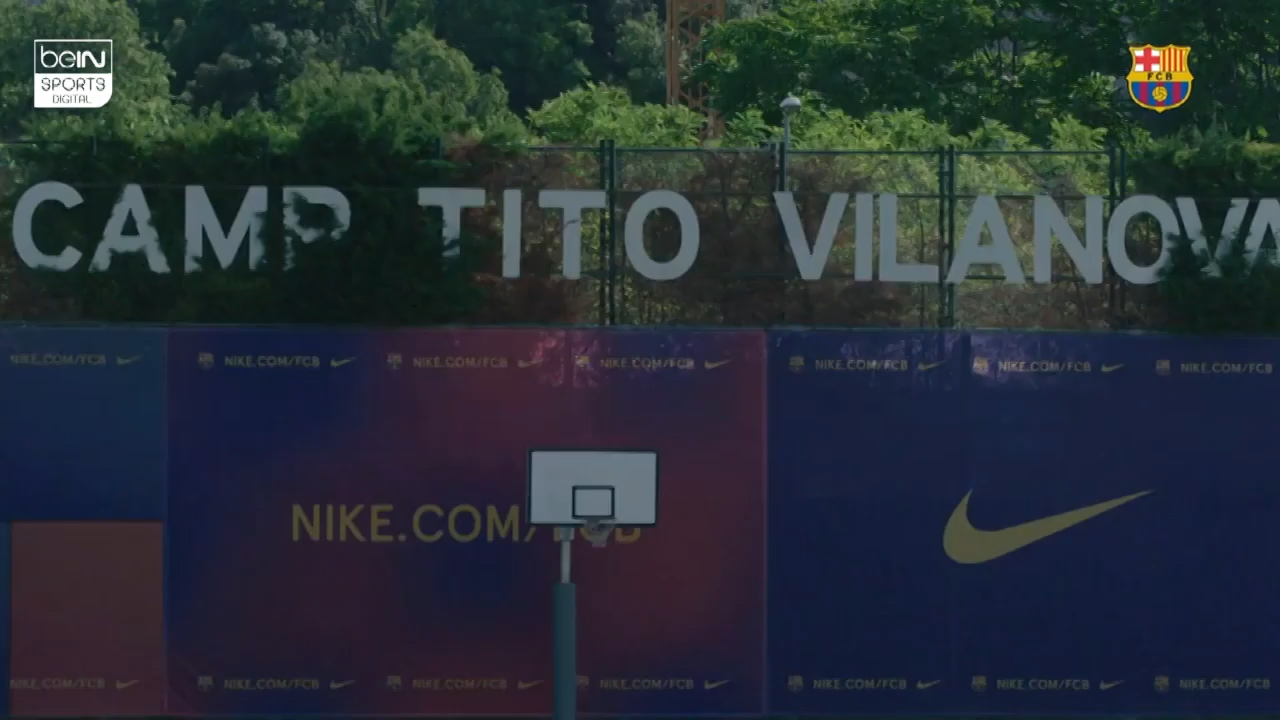 beIN
SPORTS
DIGITAL
FCB
CAMP TITO VILANOVA
NIKE.COM/FCB NIKE.COM/FCB NIKE.COM/FCB NIKE.COM/FCB NIKE.COM/FCB NIKE.COM/FCB NIKE.COM/FCB
NIKE.COM/FCB
NIKE.COM/FCB NIKE.COM/FCB NIKE.COM/FCB NIKE.COM/FCB NIKE.COM/FCB NIKE.COM/FCB NIKE.COM/FCB